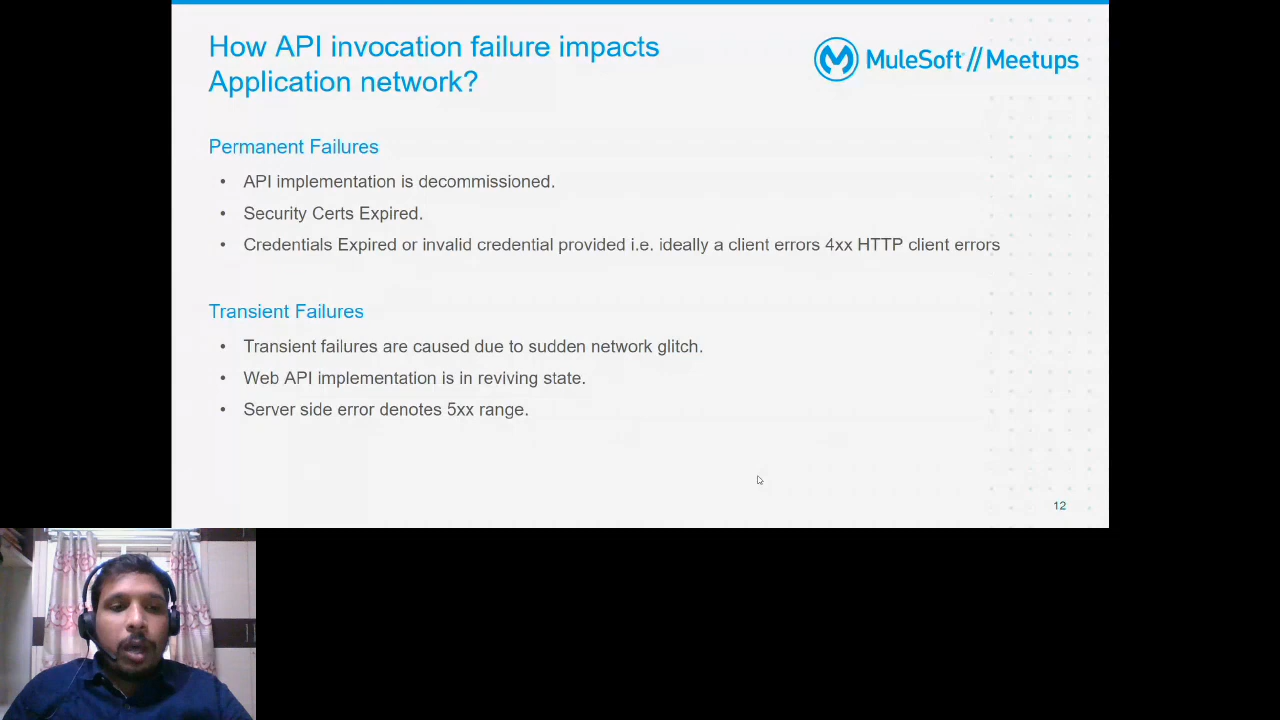 How API invocation failure impacts
Application network?
MuleSoft // Meetups
Permanent Failures
• API implementation is decommissioned.
• Security Certs Expired.
• Credentials Expired or invalid credential provided i.e. ideally a client errors 4xx HTTP client errors
Transient Failures
• Transient failures are caused due to sudden network glitch.
• Web API implementation is in reviving state.
• Server side error denotes 5xx range.
12